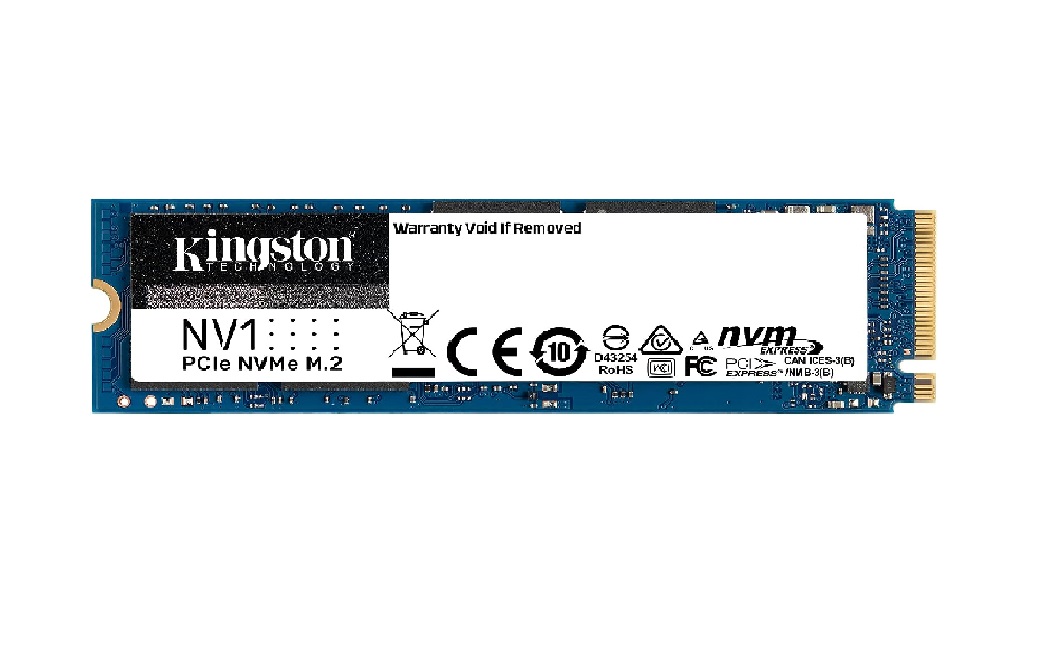 Warranty Void If Removed
Kingston
TECHNOLOGY
NV1
PCIe NVMe M.2
CE
10
D43254
RoHS
nvm
EXPRESS
FC
PCI
EXPRESS™
CAN ICES-3(B)
/NMB-3(B)